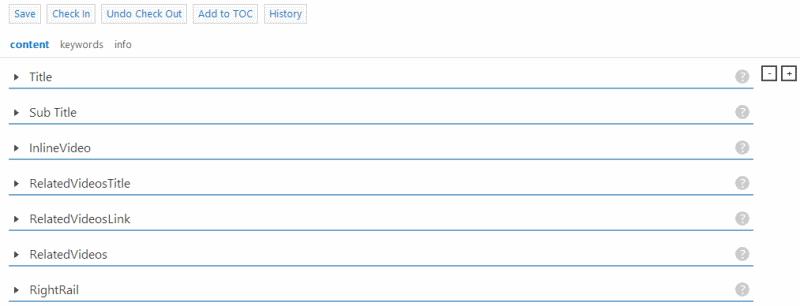 Save Check In Undo Check Out Add to TOC History
content keywords info
Title ? - +
Sub Title ?
InlineVideo ?
RelatedVideosTitle ?
RelatedVideosLink ?
RelatedVideos ?
RightRail ?